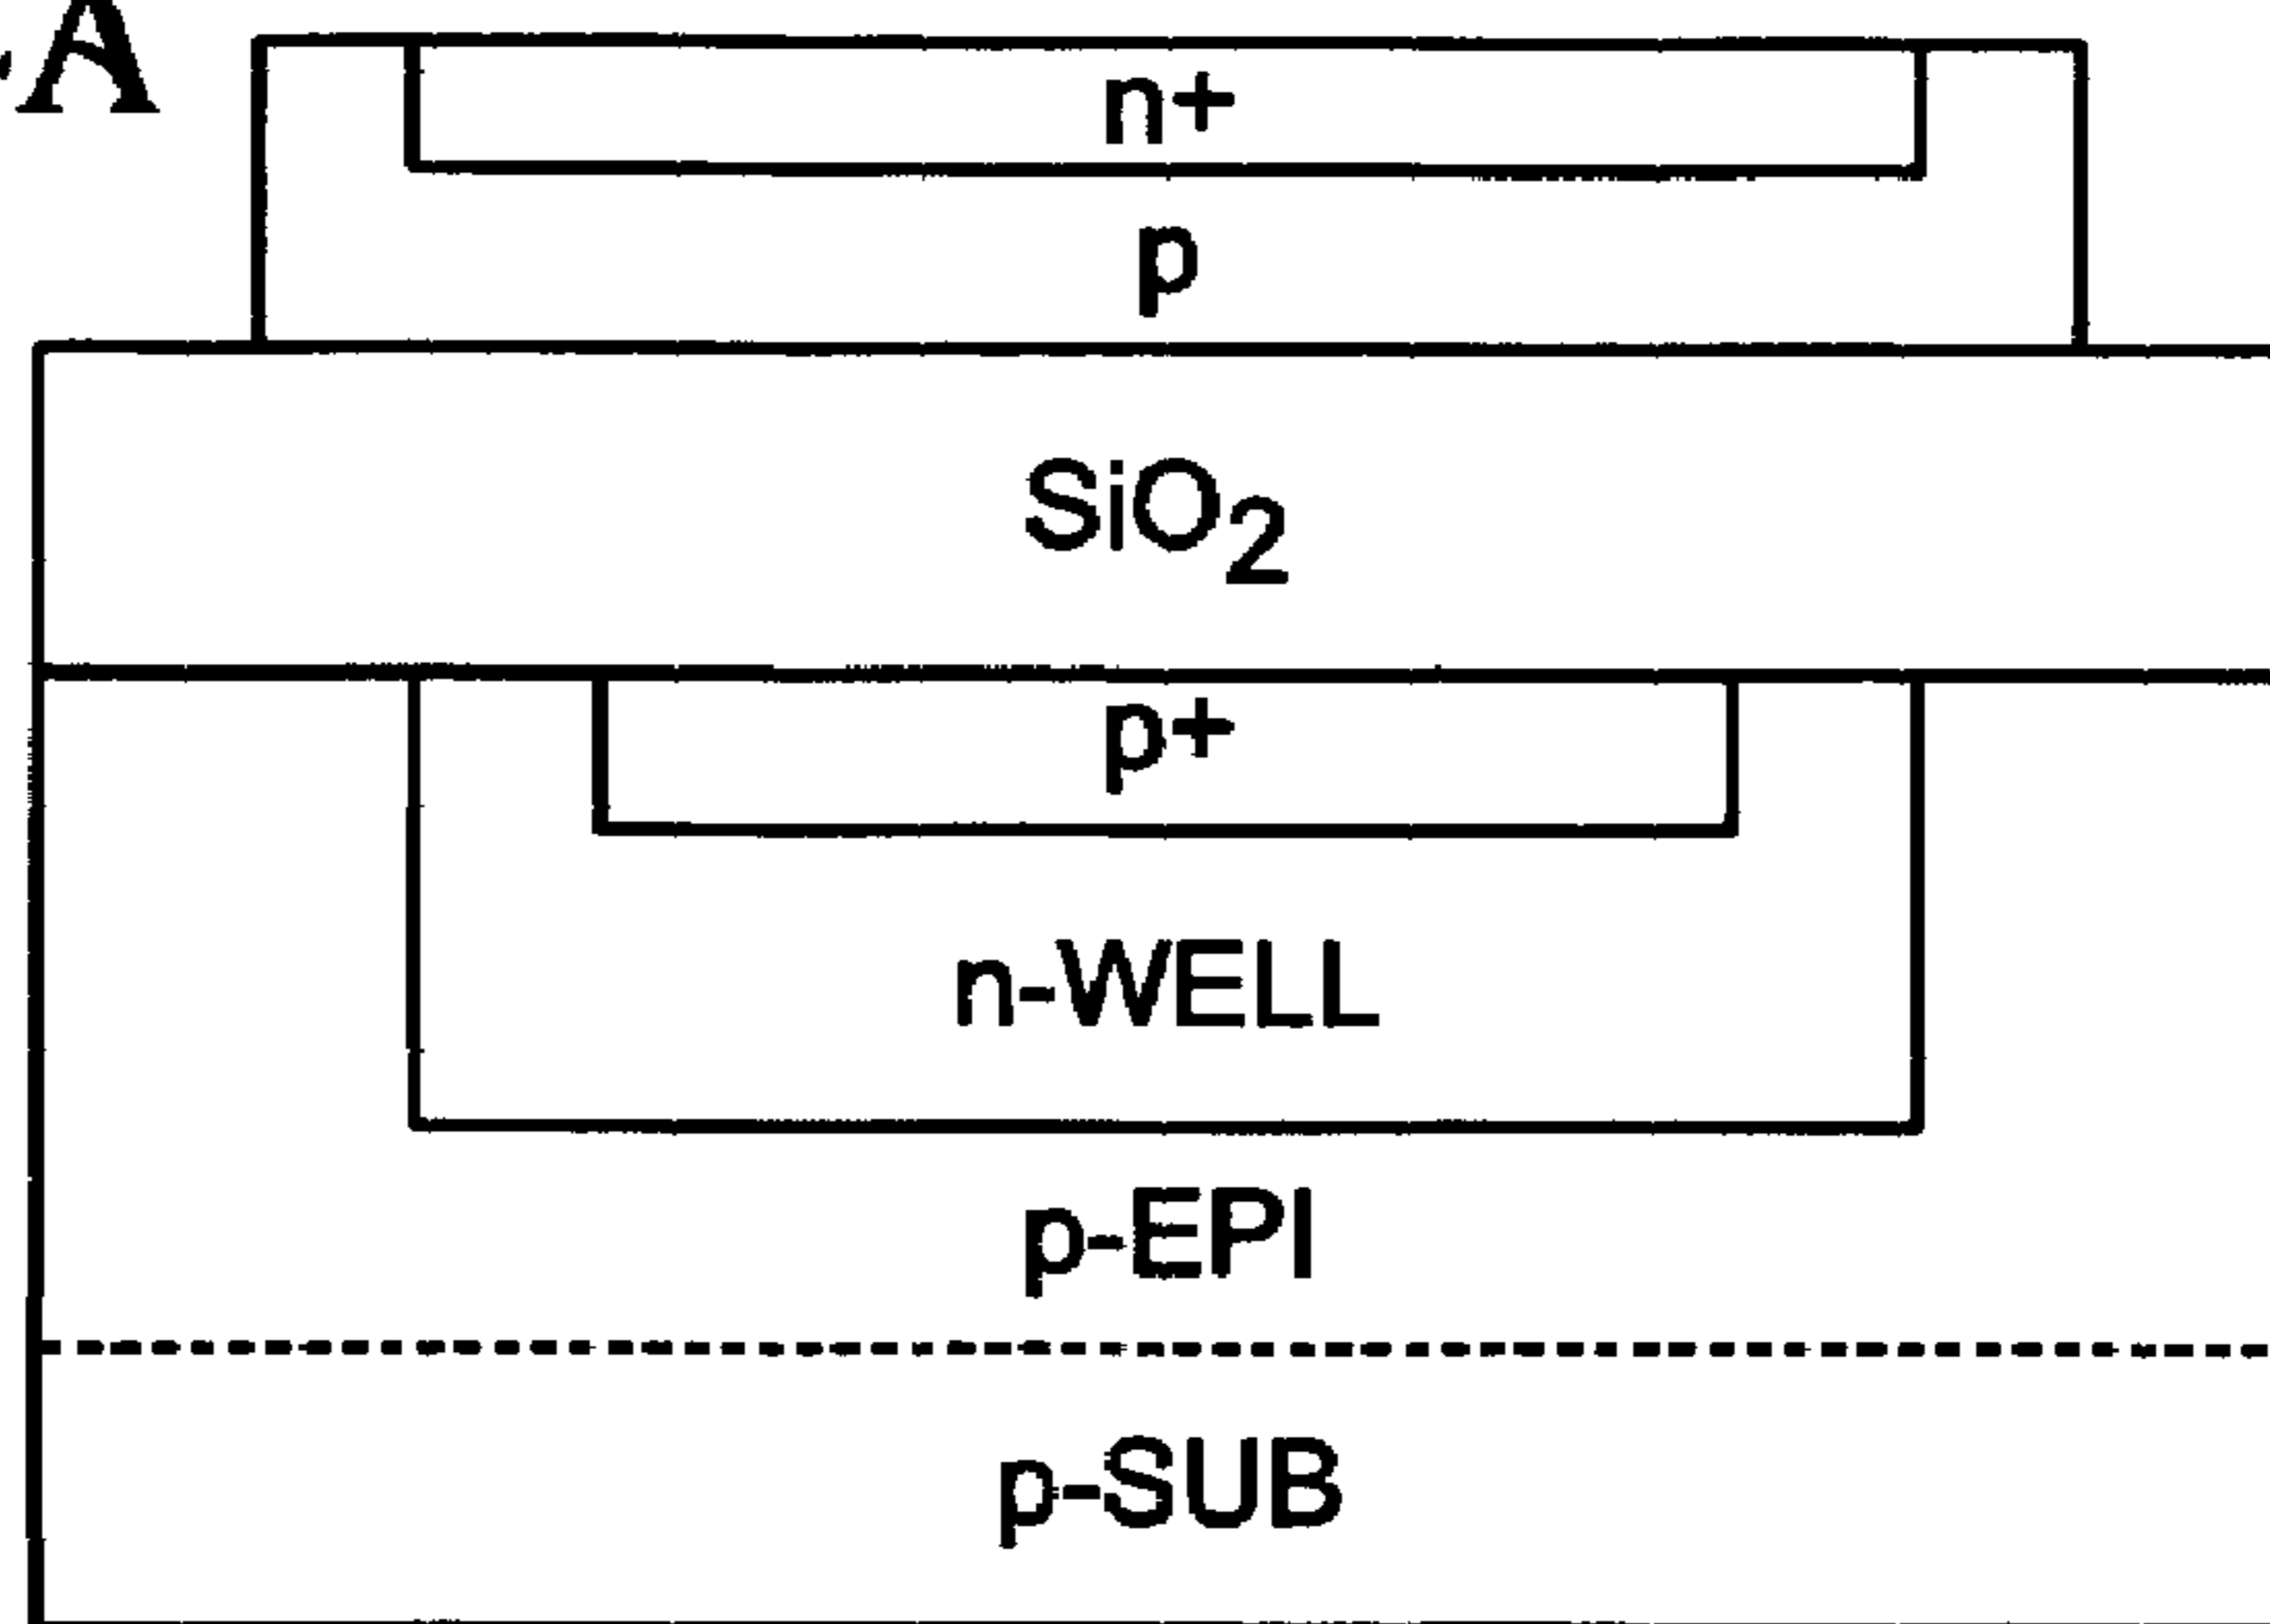 A
n+
p
SiO₂
p+
n-WELL
p-EPI
p-SUB